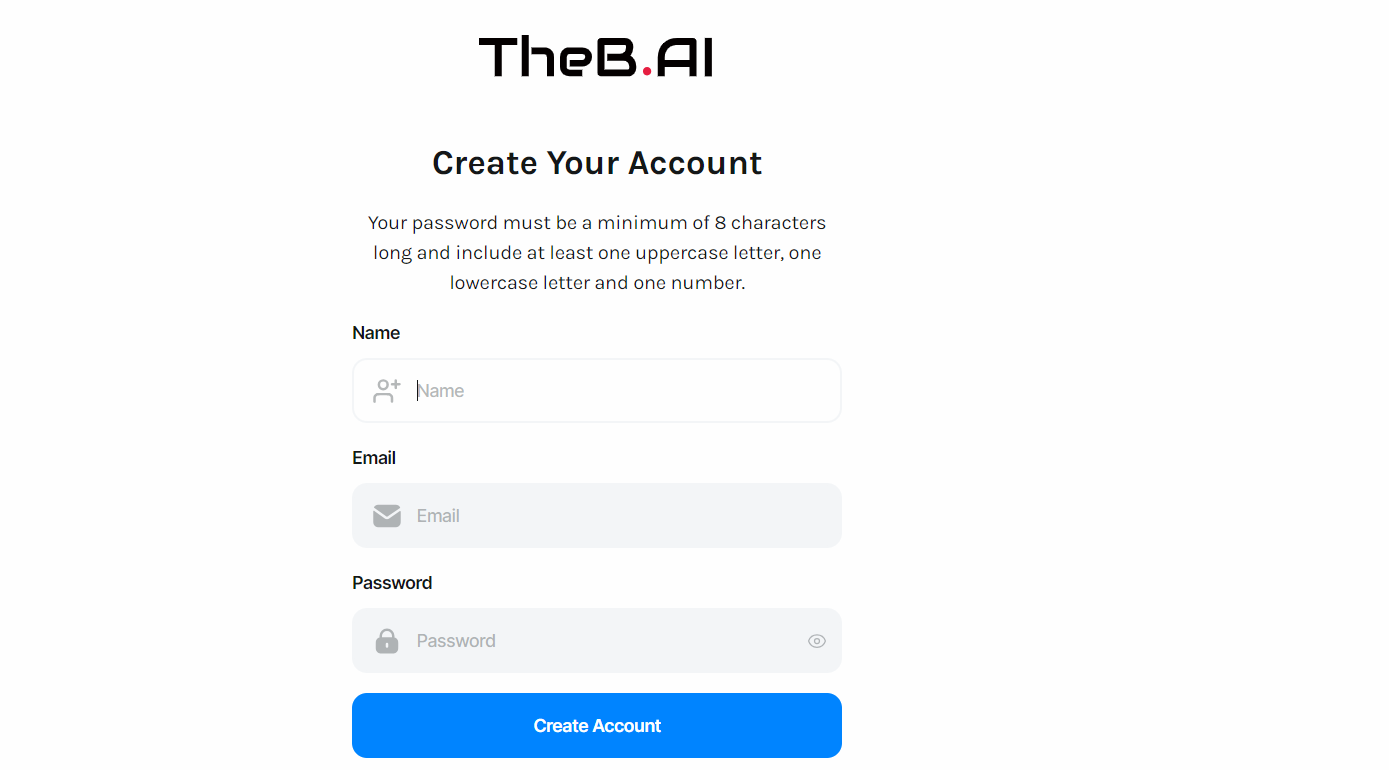 TheB.AI
Create Your Account
Your password must be a minimum of 8 characters
long and include at least one uppercase letter, one
lowercase letter and one number.
Name
Name
Email
Email
Password
Password
Create Account